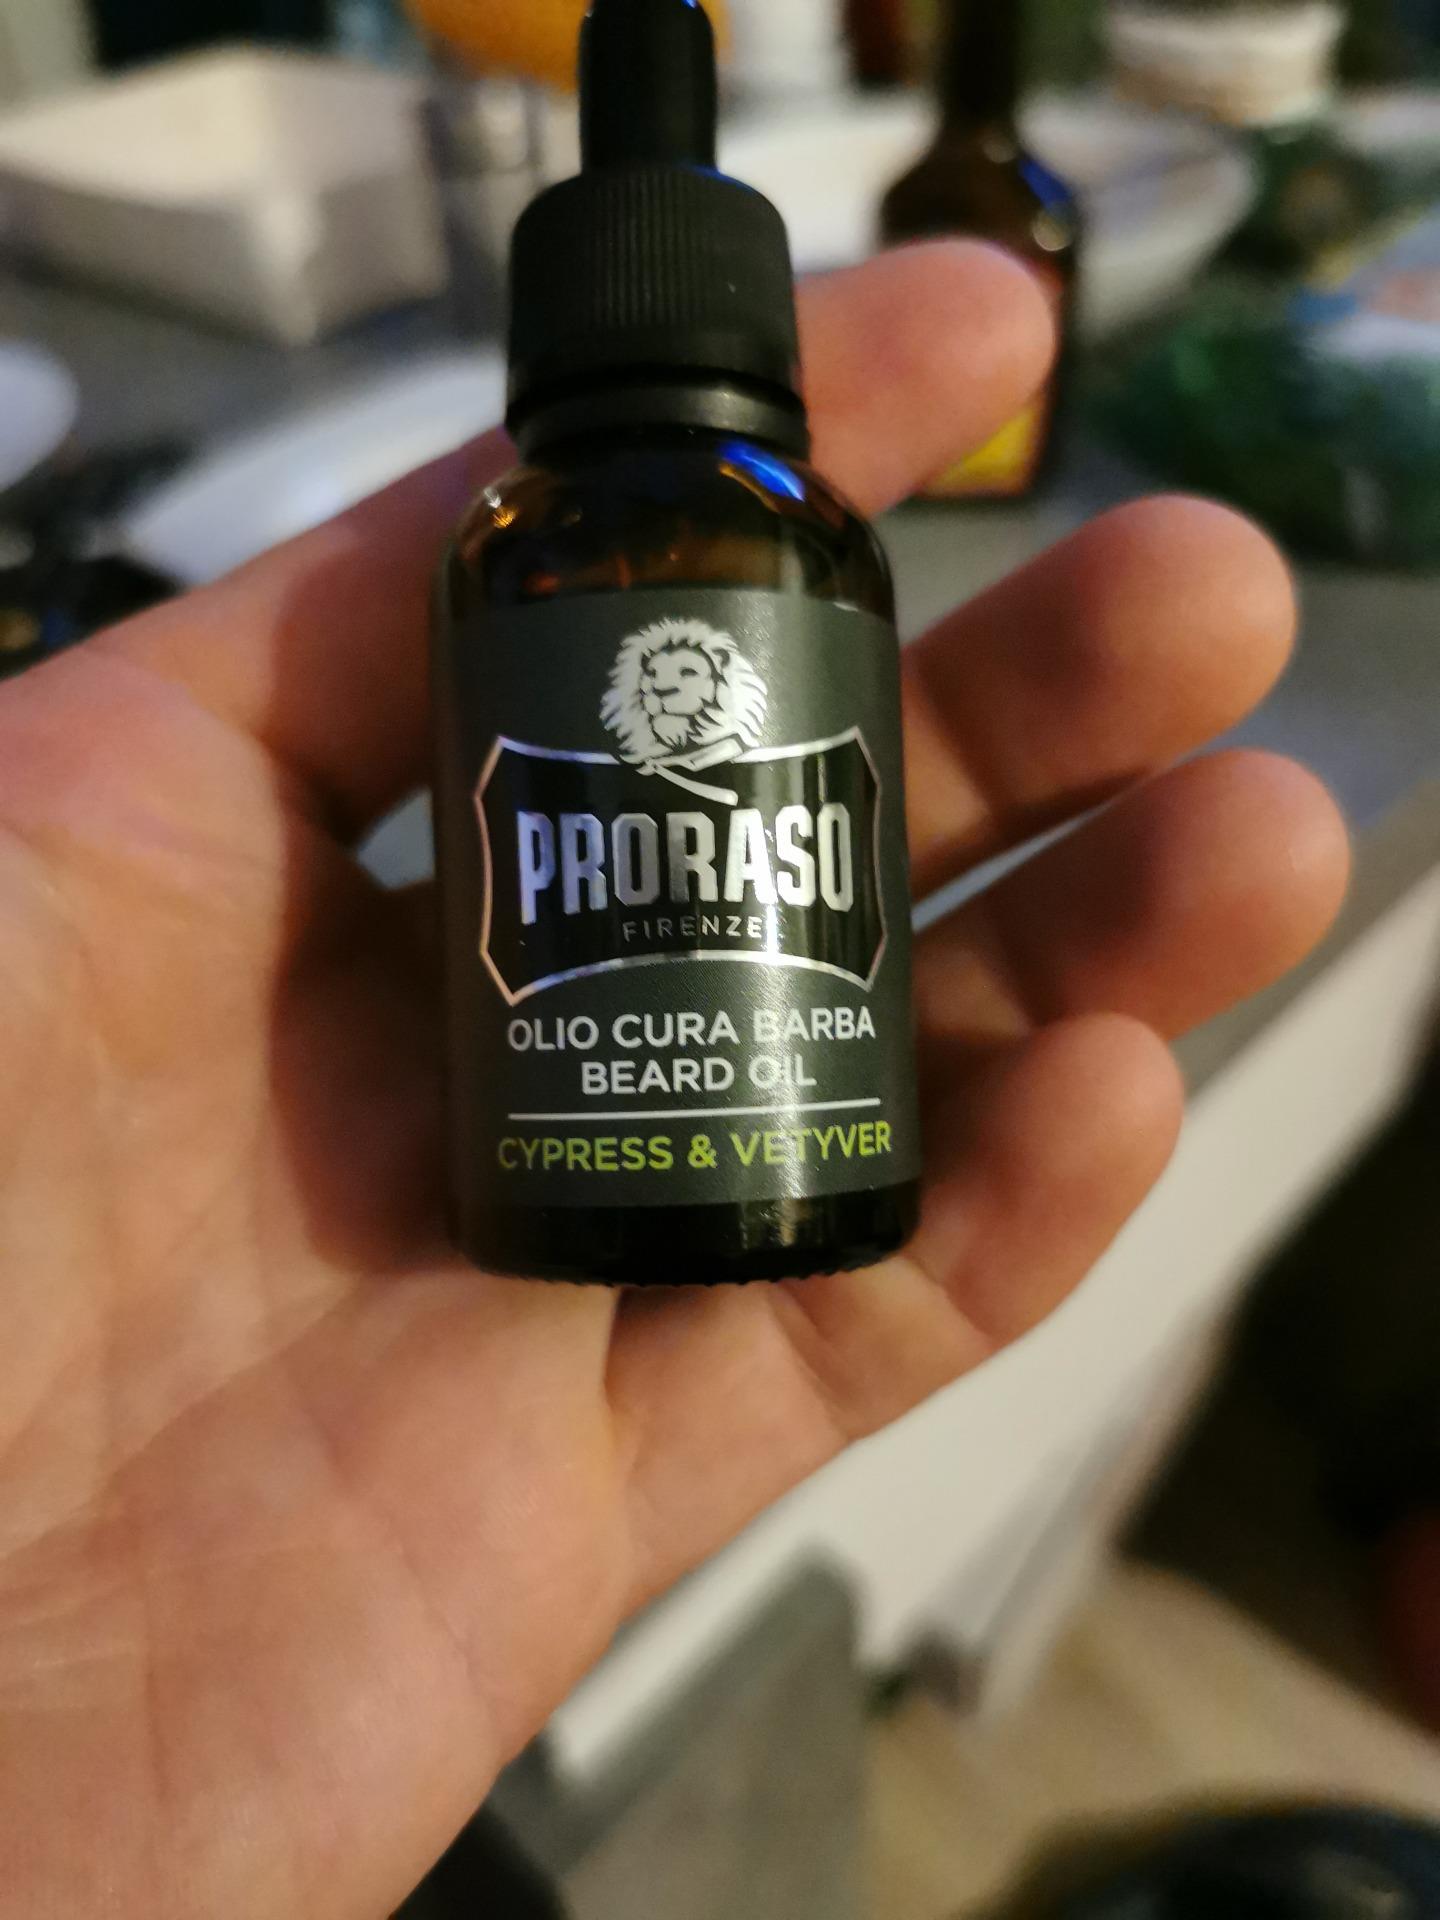 PRORASO
FIRENZE
OLIO CURA BARBA
BEARD OIL
CYPRESS & VETYVER